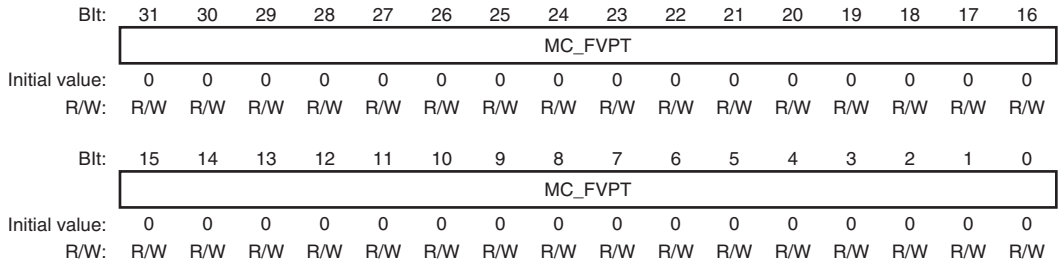 BIt: 31 30 29 28 27 26 25 24 23 22 21 20 19 18 17 16
MC_FVPT
Initial value: 0 0 0 0 0 0 0 0 0 0 0 0 0 0 0 0
R/W: R/W R/W R/W R/W R/W R/W R/W R/W R/W R/W R/W R/W R/W R/W R/W R/W
BIt: 15 14 13 12 11 10 9 8 7 6 5 4 3 2 1 0
MC_FVPT
Initial value: 0 0 0 0 0 0 0 0 0 0 0 0 0 0 0 0
R/W: R/W R/W R/W R/W R/W R/W R/W R/W R/W R/W R/W R/W R/W R/W R/W R/W